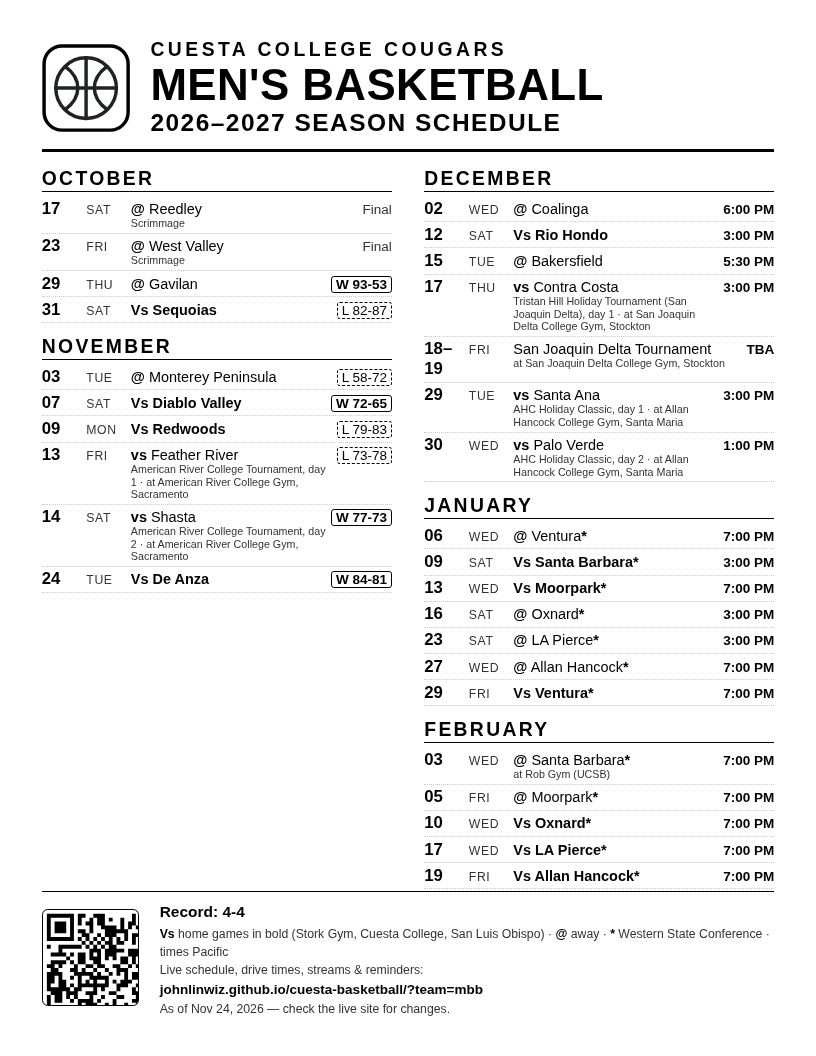 CUESTA COLLEGE COUGARS
MEN'S BASKETBALL
2026–2027 SEASON SCHEDULE
OCTOBER
17 SAT @ Reedley Final
Scrimmage
23 FRI @ West Valley Final
Scrimmage
29 THU @ Gavilan W 93-53
31 SAT Vs Sequoias L 82-87
NOVEMBER
03 TUE @ Monterey Peninsula L 58-72
07 SAT Vs Diablo Valley W 72-65
09 MON Vs Redwoods L 79-83
13 FRI vs Feather River L 73-78
American River College Tournament, day
1 · at American River College Gym,
Sacramento
14 SAT vs Shasta W 77-73
American River College Tournament, day
2 · at American River College Gym,
Sacramento
24 TUE Vs De Anza W 84-81
DECEMBER
02 WED @ Coalinga 6:00 PM
12 SAT Vs Rio Hondo 3:00 PM
15 TUE @ Bakersfield 5:30 PM
17 THU vs Contra Costa 3:00 PM
Tristan Hill Holiday Tournament (San
Joaquin Delta), day 1 · at San Joaquin
Delta College Gym, Stockton
18– FRI San Joaquin Delta Tournament TBA
19 at San Joaquin Delta College Gym, Stockton
29 TUE vs Santa Ana 3:00 PM
AHC Holiday Classic, day 1 · at Allan
Hancock College Gym, Santa Maria
30 WED vs Palo Verde 1:00 PM
AHC Holiday Classic, day 2 · at Allan
Hancock College Gym, Santa Maria
JANUARY
06 WED @ Ventura* 7:00 PM
09 SAT Vs Santa Barbara* 3:00 PM
13 WED Vs Moorpark* 7:00 PM
16 SAT @ Oxnard* 3:00 PM
23 SAT @ LA Pierce* 3:00 PM
27 WED @ Allan Hancock* 7:00 PM
29 FRI Vs Ventura* 7:00 PM
FEBRUARY
03 WED @ Santa Barbara* 7:00 PM
at Rob Gym (UCSB)
05 FRI @ Moorpark* 7:00 PM
10 WED Vs Oxnard* 7:00 PM
17 WED Vs LA Pierce* 7:00 PM
19 FRI Vs Allan Hancock* 7:00 PM
Record: 4-4
Vs home games in bold (Stork Gym, Cuesta College, San Luis Obispo) · @ away · * Western State Conference ·
times Pacific
Live schedule, drive times, streams & reminders:
johnlinwiz.github.io/cuesta-basketball/?team=mbb
As of Nov 24, 2026 — check the live site for changes.